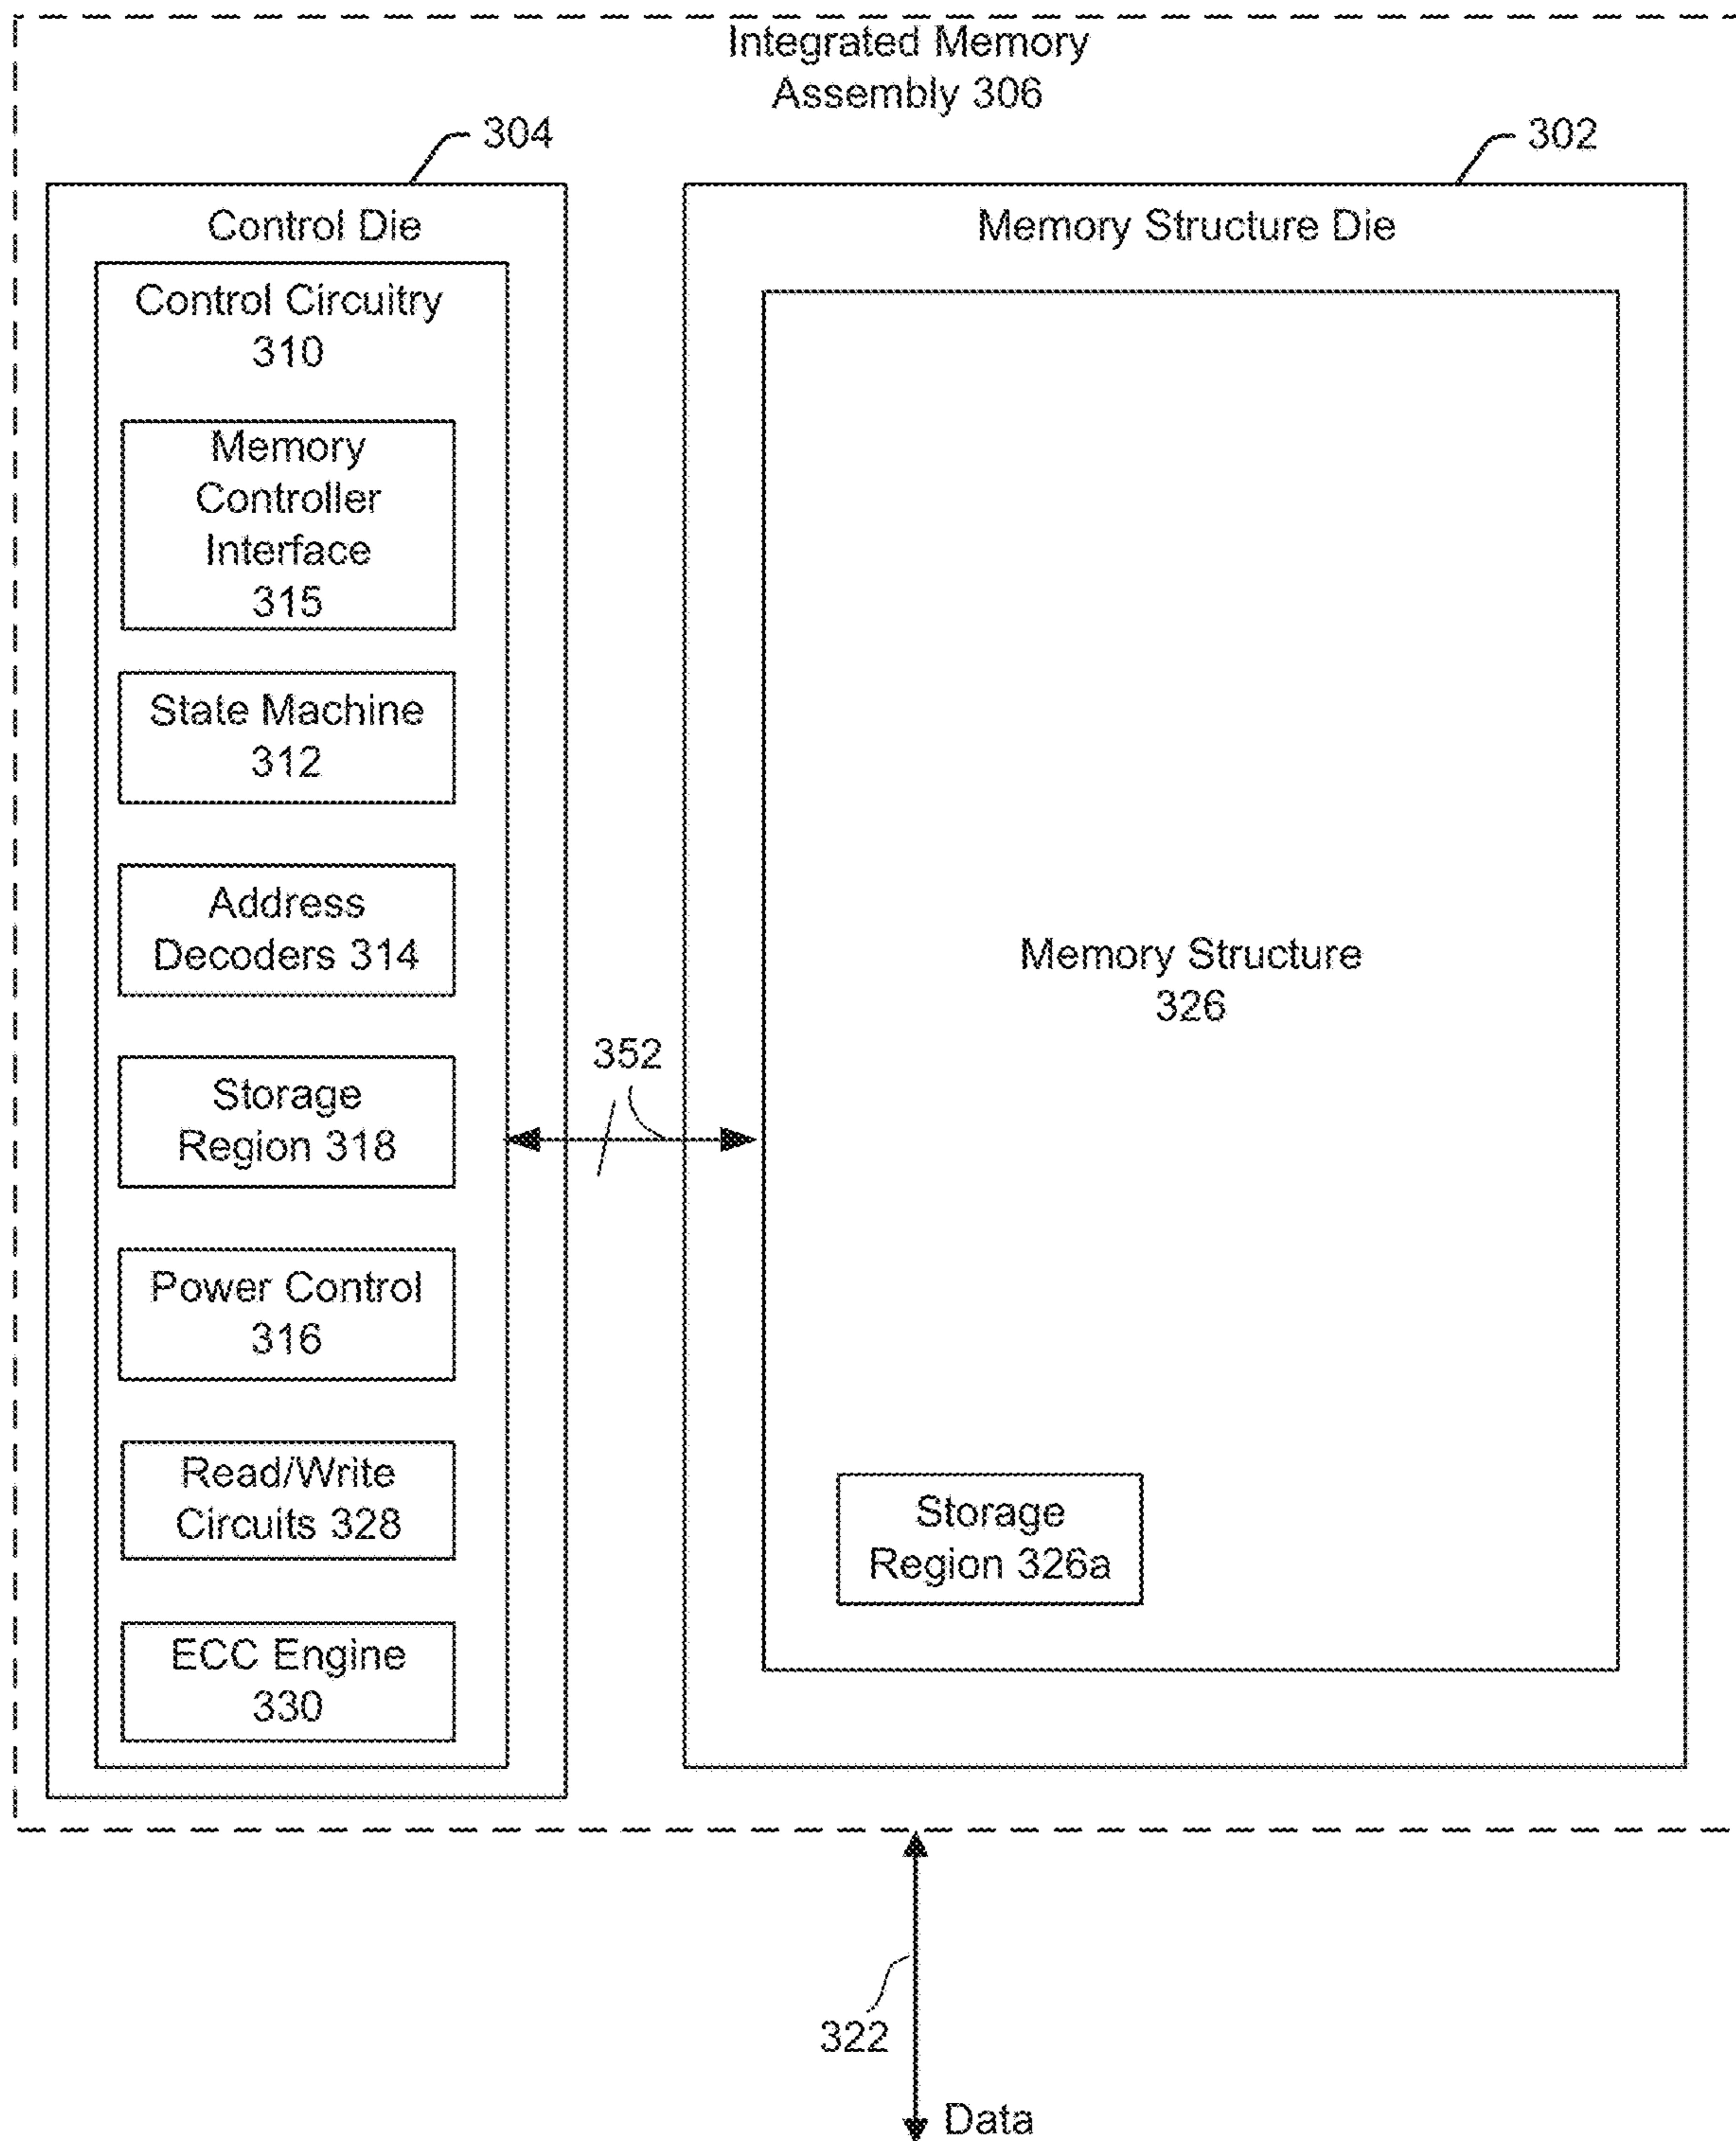 Integrated Memory
Assembly 306
304
302
Control Die
Control Circuitry
310
Memory
Controller
Interface
315
State Machine
312
Address
Decoders 314
Storage
Region 318
Power Control
316
Read/Write
Circuits 328
ECC Engine
330
352
Memory Structure Die
Memory Structure
326
Storage
Region 326a
322
Data